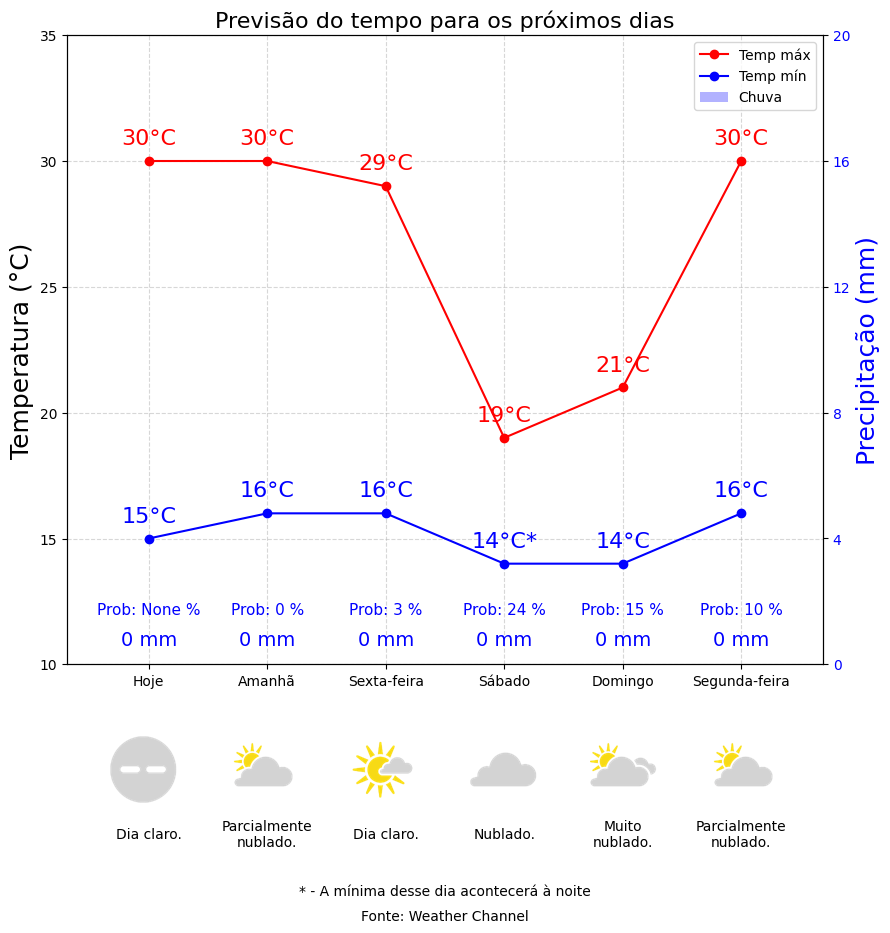 Previsão do tempo para os próximos dias
Temperatura (°C)
Precipitação (mm)
35
30
25
20
15
10
20
16
12
8
4
0
Temp máx
Temp mín
Chuva
30°C 30°C 29°C 19°C 21°C 30°C
15°C 16°C 16°C 14°C* 14°C 16°C
Prob: None % Prob: 0 % Prob: 3 % Prob: 24 % Prob: 15 % Prob: 10 %
0 mm 0 mm 0 mm 0 mm 0 mm 0 mm
Hoje Amanhã Sexta-feira Sábado Domingo Segunda-feira
Dia claro.
Parcialmente
nublado.
Dia claro.
Nublado.
Muito
nublado.
Parcialmente
nublado.
* - A mínima desse dia acontecerá à noite
Fonte: Weather Channel